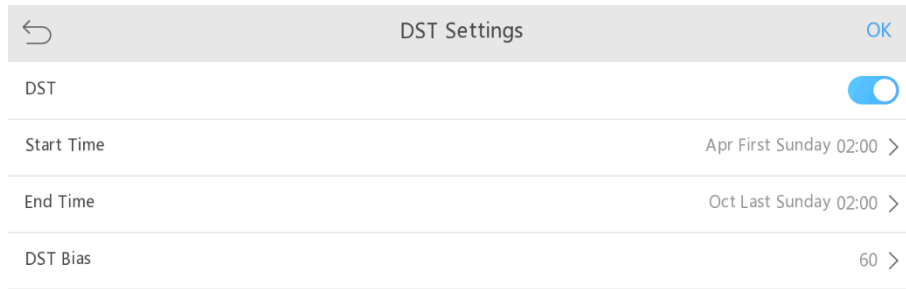 DST Settings OK
DST
Start Time Apr First Sunday 02:00
End Time Oct Last Sunday 02:00
DST Bias 60